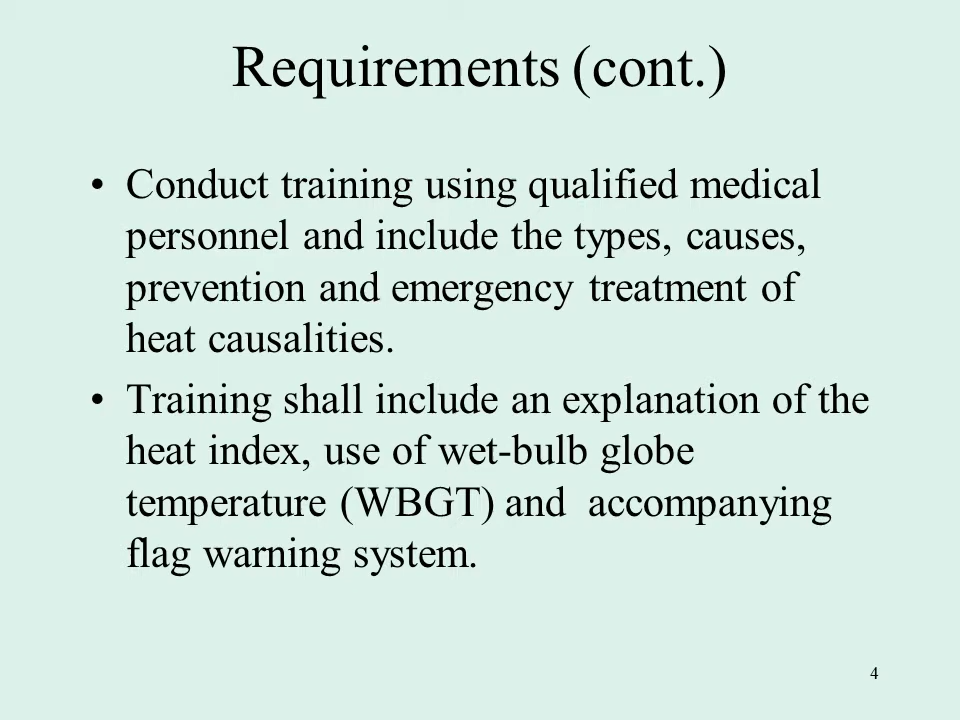 Requirements (cont.)
• Conduct training using qualified medical
personnel and include the types, causes,
prevention and emergency treatment of
heat causalities.
• Training shall include an explanation of the
heat index, use of wet-bulb globe
temperature (WBGT) and  accompanying
flag warning system.
4